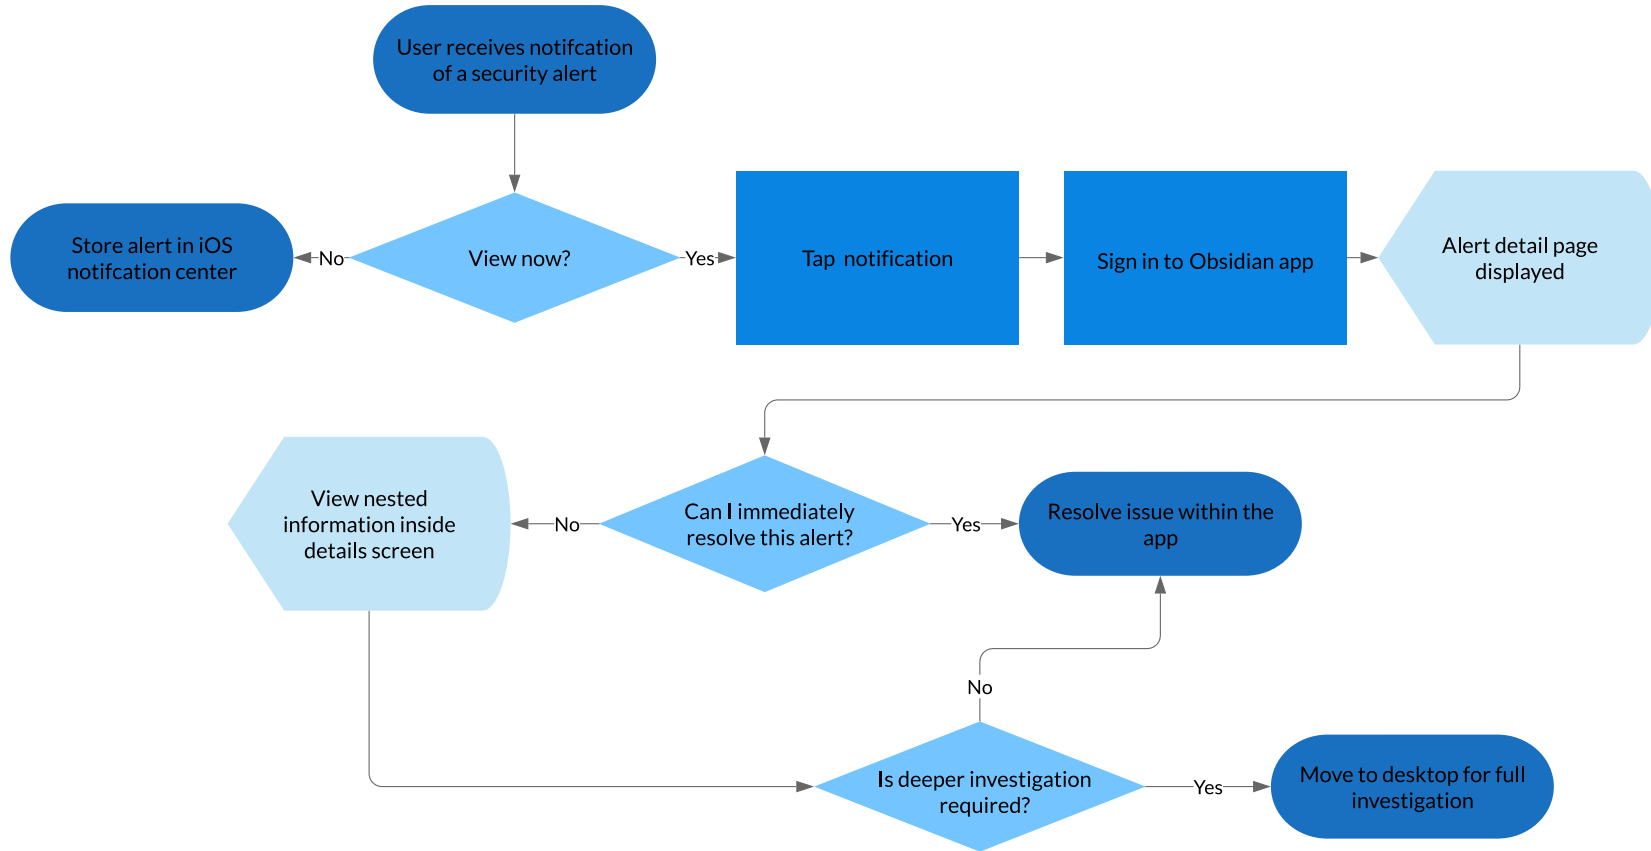 User receives notifcation
of a security alert
Store alert in iOS
notifcation center
No
View now?
Yes
Tap notification
Sign in to Obsidian app
Alert detail page
displayed
View nested
information inside
details screen
No
Can I immediately
resolve this alert?
Yes
Resolve issue within the
app
No
Is deeper investigation
required?
Yes
Move to desktop for full
investigation